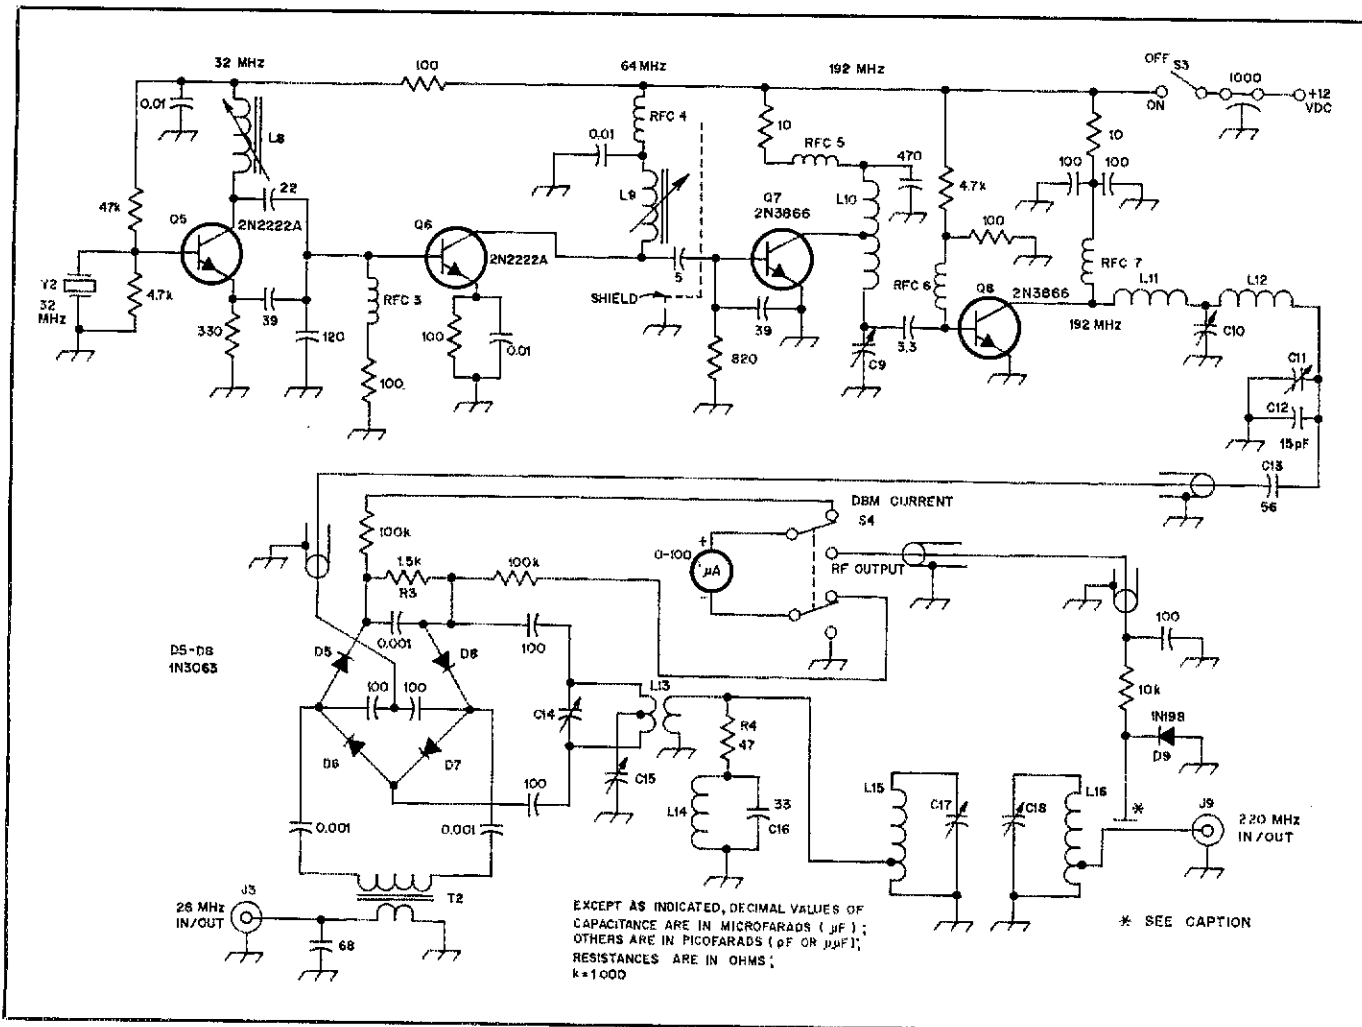 32 MHz
100
64 MHz
192 MHz
OFF
S3
1000
ON
+12
VDC
0.01
L8
RFC 4
10
RFC 5
10
0.01
470
100
100
22
47k
Q5
2N2222A
L9
Q7
2N3866
L10
4.7k
Q6
2N2222A
100
5
RFC 7
L11
L12
Y2
32
MHz
4.7k
RFC 3
SHIELD
RFC 6
Q8
2N3866
39
330
120
100
0.01
39
192 MHz
C10
820
3.3
C9
C11
100
C12
15pF
C13
56
DBM CURRENT
S4
100k
+
0-100
μA
-
RF OUTPUT
1.5k
R3
100k
0.001
100
100
D5-D8
1N3063
D5
D8
100
100
L13
10k
C14
R4
47
1N198
D9
D6
D7
C15
100
L15
C17
C18
L16
*
J9
L14
33
C16
220 MHz
IN/OUT
0.001
0.001
J3
T2
28 MHz
IN/OUT
68
EXCEPT AS INDICATED, DECIMAL VALUES OF
CAPACITANCE ARE IN MICROFARADS (μF);
OTHERS ARE IN PICOFARADS (pF OR μμF);
RESISTANCES ARE IN OHMS;
k=1000
* SEE CAPTION